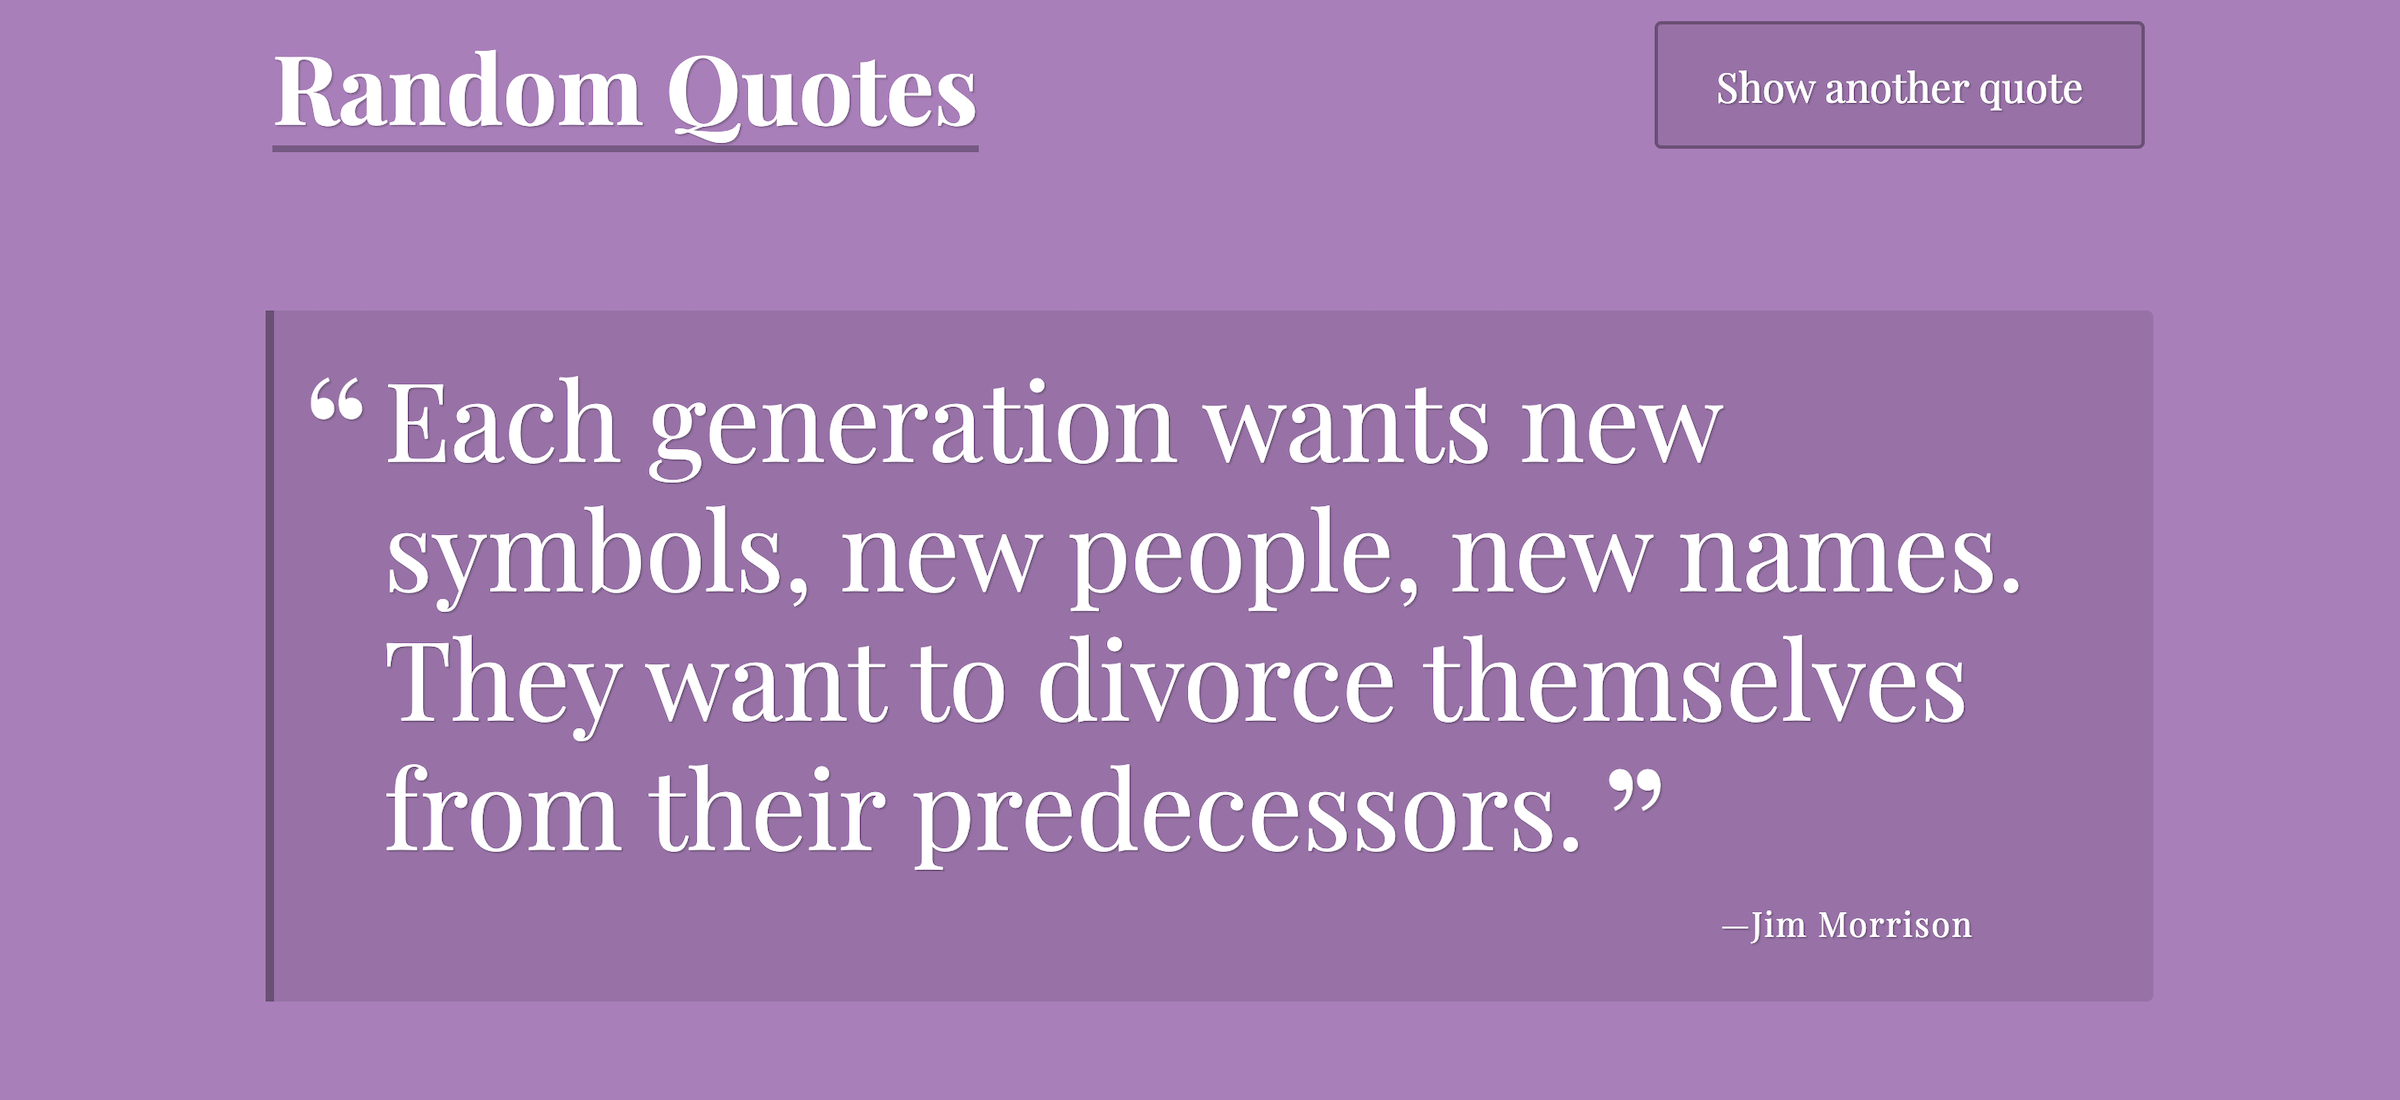 Random Quotes
Show another quote
“ Each generation wants new
symbols, new people, new names.
They want to divorce themselves
from their predecessors. ”
—Jim Morrison